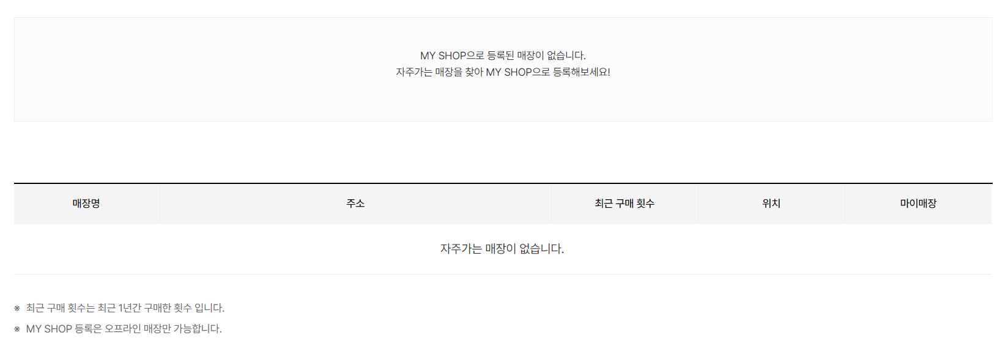 MY SHOP으로 등록된 매장이 없습니다.
자주가는 매장을 찾아 MY SHOP으로 등록해보세요!
매장명 주소 최근 구매 횟수 위치 마이매장
자주가는 매장이 없습니다.
※ 최근 구매 횟수는 최근 1년간 구매한 횟수 입니다.
※ MY SHOP 등록은 오프라인 매장만 가능합니다.